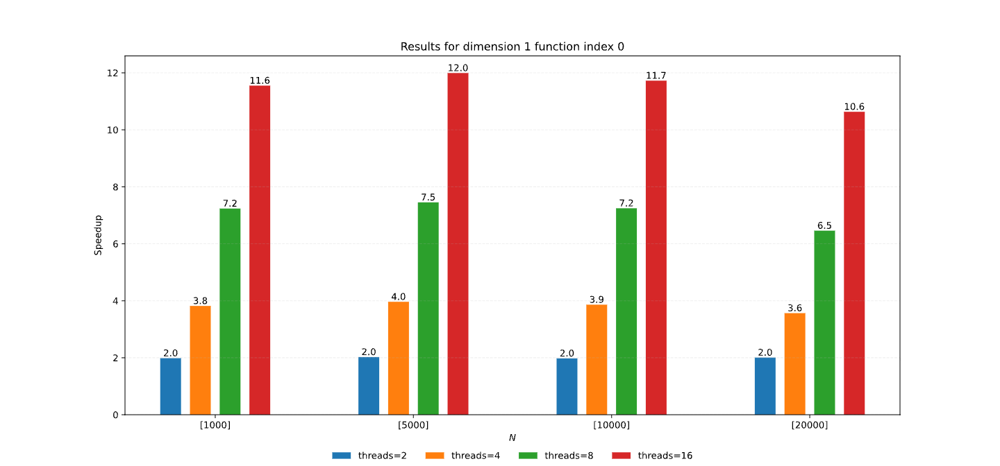 Results for dimension 1 function index 0
12
10
8
6
4
2
0
Speedup
2.0 3.8 7.2 11.6
2.0 4.0 7.5 12.0
2.0 3.9 7.2 11.7
2.0 3.6 6.5 10.6
[1000] [5000] [10000] [20000]
N
threads=2 threads=4 threads=8 threads=16